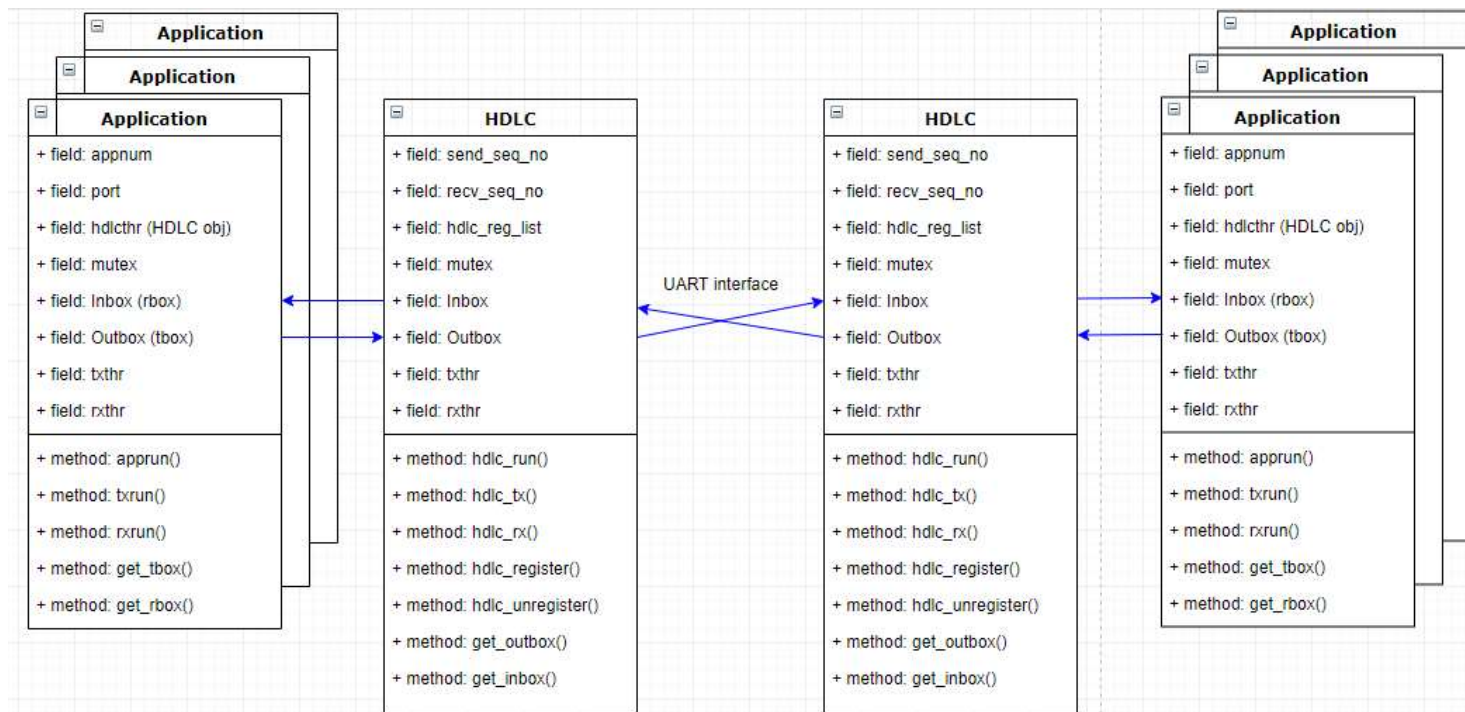 Application
Application
Application
+ field: appnum
+ field: port
+ field: hdlcthr (HDLC obj)
+ field: mutex
+ field: Inbox (rbox)
+ field: Outbox (tbox)
+ field: txthr
+ field: rxthr
+ method: apprun()
+ method: txrun()
+ method: rxrun()
+ method: get_tbox()
+ method: get_rbox()
HDLC
+ field: send_seq_no
+ field: recv_seq_no
+ field: hdlc_reg_list
+ field: mutex
+ field: Inbox
+ field: Outbox
+ field: txthr
+ field: rxthr
+ method: hdlc_run()
+ method: hdlc_tx()
+ method: hdlc_rx()
+ method: hdlc_register()
+ method: hdlc_unregister()
+ method: get_outbox()
+ method: get_inbox()
UART interface
HDLC
+ field: send_seq_no
+ field: recv_seq_no
+ field: hdlc_reg_list
+ field: mutex
+ field: Inbox
+ field: Outbox
+ field: txthr
+ field: rxthr
+ method: hdlc_run()
+ method: hdlc_tx()
+ method: hdlc_rx()
+ method: hdlc_register()
+ method: hdlc_unregister()
+ method: get_outbox()
+ method: get_inbox()
Application
Application
Application
+ field: appnum
+ field: port
+ field: hdlcthr (HDLC obj)
+ field: mutex
+ field: Inbox (rbox)
+ field: Outbox (tbox)
+ field: txthr
+ field: rxthr
+ method: apprun()
+ method: txrun()
+ method: rxrun()
+ method: get_tbox()
+ method: get_rbox()